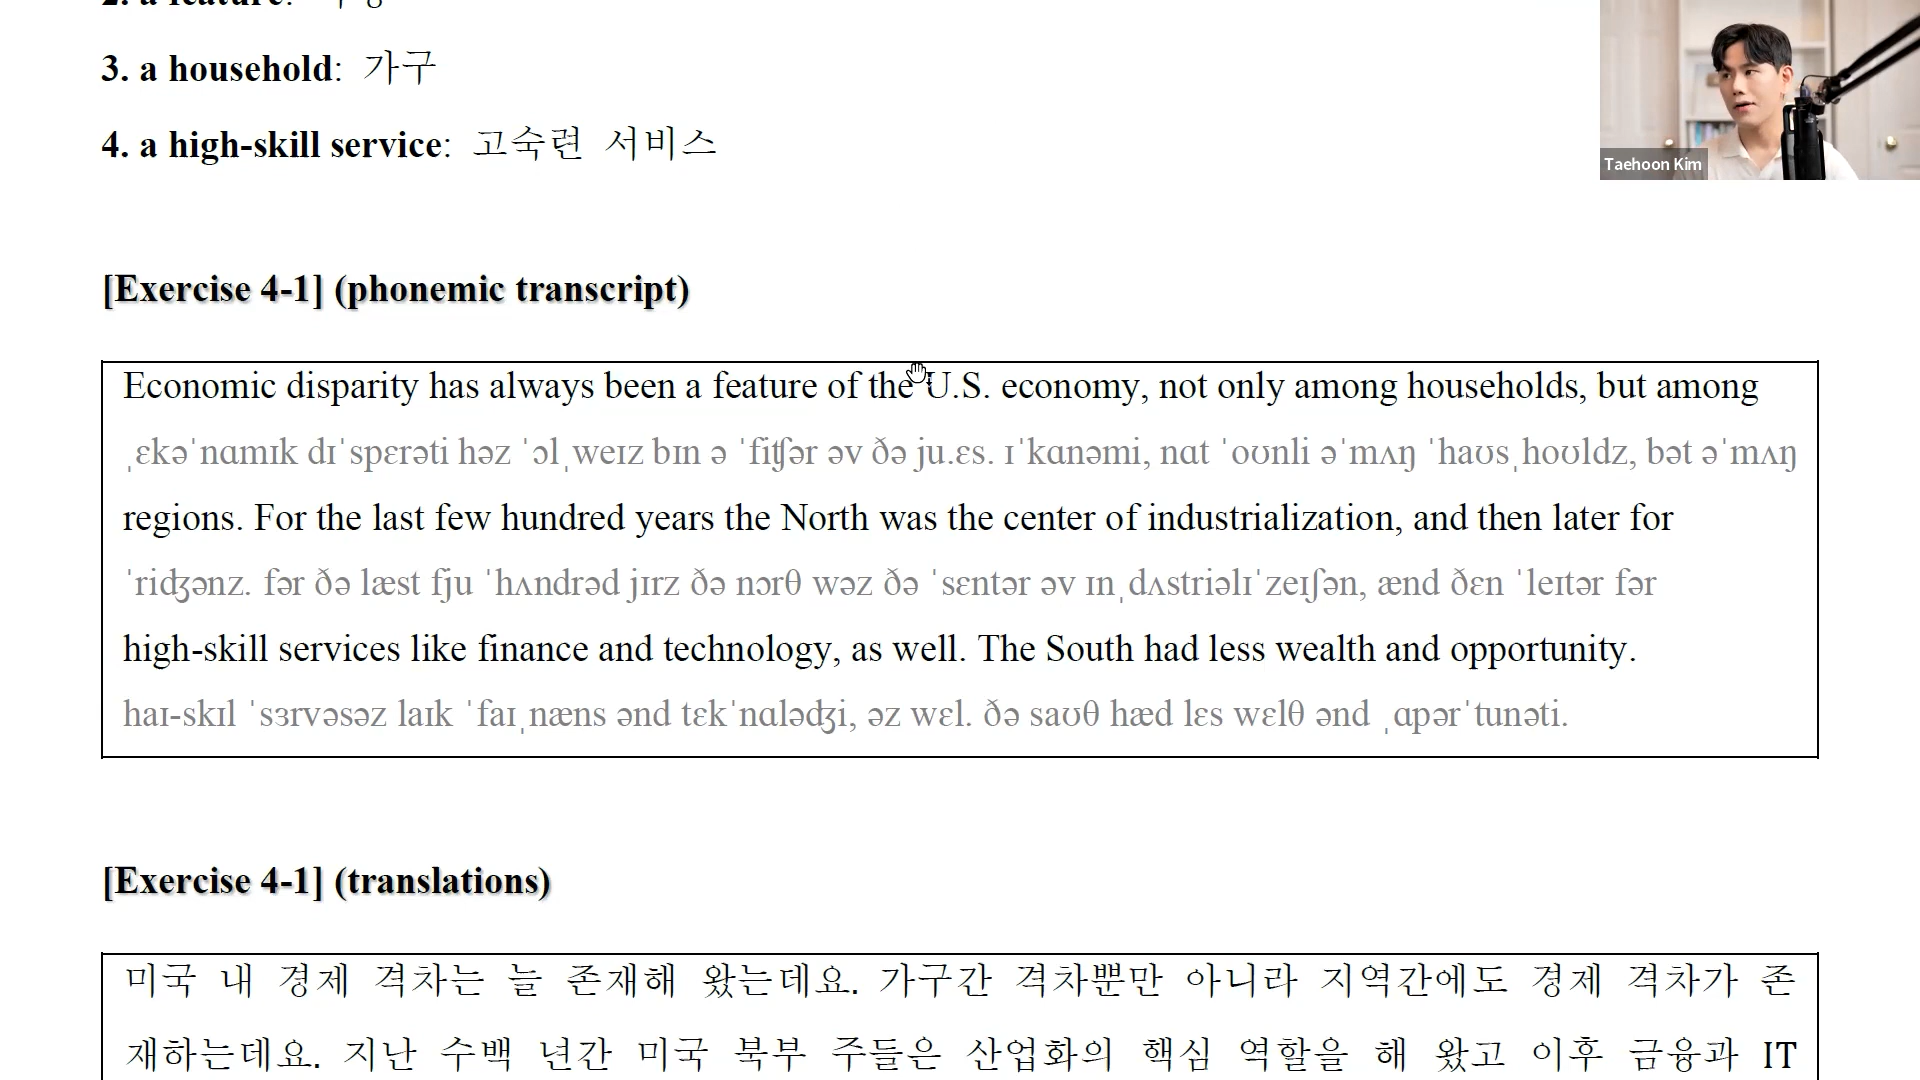 2. a feature:
3. a household: 가구
4. a high-skill service: 고숙련 서비스
Taehoon Kim
[Exercise 4-1] (phonemic transcript)
Economic disparity has always been a feature of the U.S. economy, not only among households, but among
ˌɛkəˈnɑmɪk dɪˈspɛrəti həz ˈɔlˌweɪz bɪn ə ˈfiʧər əv ðə ju.ɛs. ɪˈkɑnəmi, nɑt ˈoʊnli əˈmʌŋ ˈhaʊsˌhoʊldz, bət əˈmʌŋ
regions. For the last few hundred years the North was the center of industrialization, and then later for
ˈriʤənz. fər ðə læst fju ˈhʌndrəd jɪrz ðə nɔrθ wəz ðə ˈsɛntər əv ɪnˌdʌstriəlɪˈzeɪʃən, ænd ðɛn ˈleɪtər fər
high-skill services like finance and technology, as well. The South had less wealth and opportunity.
haɪ-skɪl ˈsɜrvəsəz laɪk ˈfaɪˌnæns ənd tɛkˈnɑləʤi, əz wɛl. ðə saʊθ hæd lɛs wɛlθ ənd ˌɑpərˈtunəti.
[Exercise 4-1] (translations)
미국 내 경제 격차는 늘 존재해 왔는데요. 가구간 격차뿐만 아니라 지역간에도 경제 격차가 존
재하는데요. 지난 수백 년간 미국 북부 주들은 산업화의 핵심 역할을 해 왔고 이후 금융과 IT